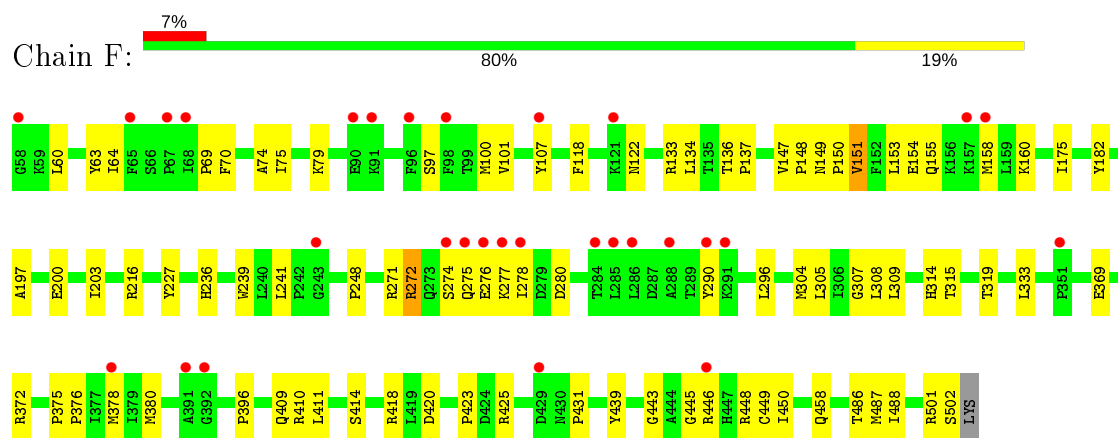 7%
Chain F:
80% 19%
G58 K59 L60 Y63 I64 F65 S66 P67 I68 P69 F70 A74 I75 K79 E90 K91 F96 S97 F98 T99 M100 V101 Y107 F118 K121 N122 R133 L134 T135 T136 P137 V147 P148 N149 P150 V151 F152 L153 E154 Q155 K156 K157 M158 L159 K160 I175 Y182
A197 E200 I203 R216 Y227 H236 W239 L240 L241 P242 G243 P248 R271 R272 Q273 S274 Q275 E276 K277 I278 D279 D280 T284 L285 L286 D287 A288 T289 Y290 K291 L296 M304 L305 I306 G307 L308 L309 H314 T315 T319 L333 P351 E369
R372 P375 P376 I377 M378 I379 M380 A391 G392 P396 Q409 R410 L411 S414 R418 L419 D420 P423 D424 R425 D429 N430 P431 Y439 G443 A444 G445 R446 H447 R448 C449 I450 Q458 T486 M487 I488 R501 S502 LYS